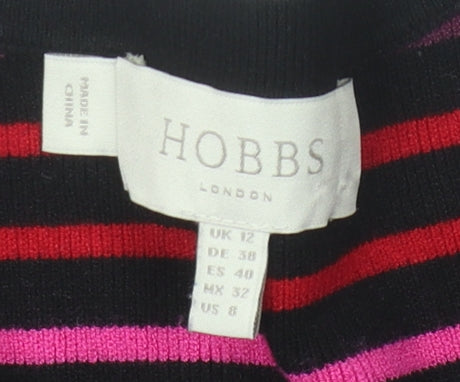 MADE IN
CHINA
HOBBS
LONDON
UK 12
DE 38
ES 40
MX 32
US 8